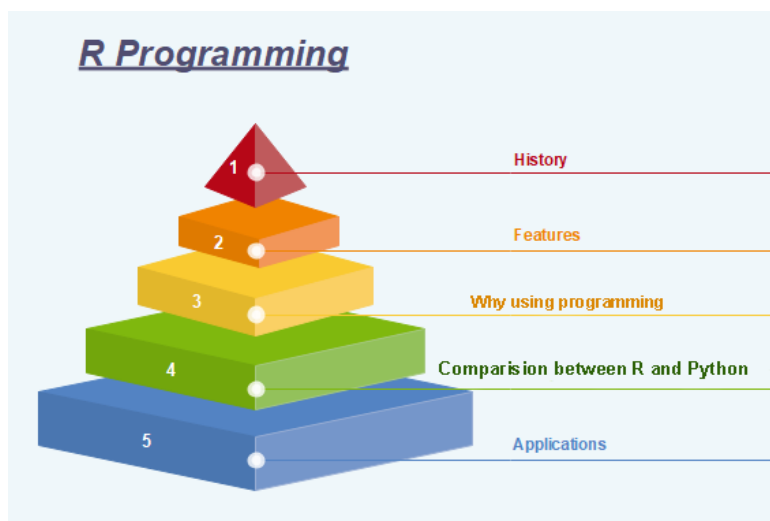 R Programming
1
History
2
Features
3
Why using programming
4
Comparision between R and Python
5
Applications